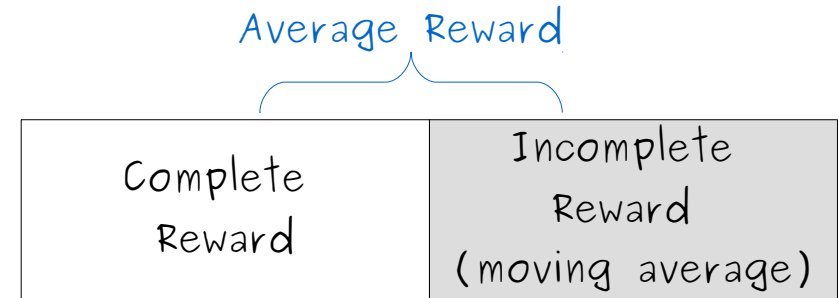 Average Reward
Complete
Reward
Incomplete
Reward
(moving average)